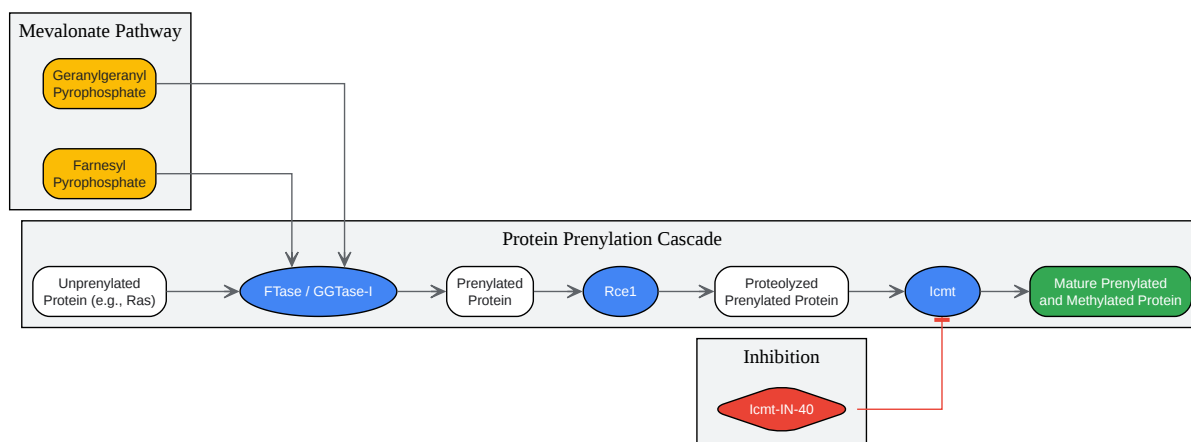 Mevalonate Pathway
Geranylgeranyl
Pyrophosphate
Farnesyl
Pyrophosphate
Protein Prenylation Cascade
Unprenylated
Protein (e.g., Ras)
FTase / GGTase-I
Prenylated
Protein
Rce1
Proteolyzed
Prenylated Protein
Icmt
Mature Prenylated
and Methylated Protein
Inhibition
Icmt-IN-40